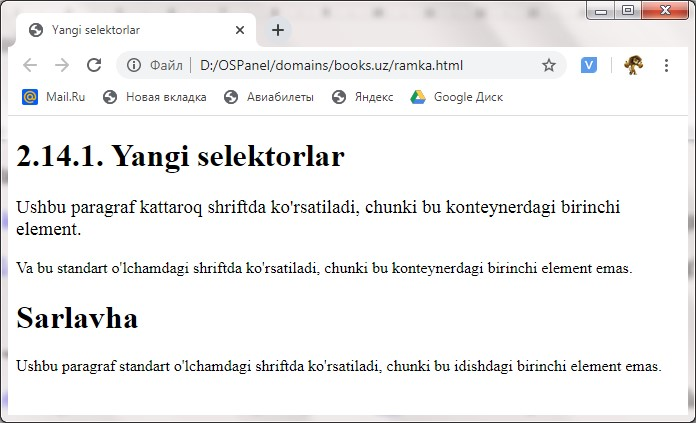 Yangi selektorlar
Файл D:/OSPanel/domains/books.uz/ramka.html
Mail.Ru Новая вкладка Авиабилеты Яндекс Google Диск
2.14.1. Yangi selektorlar
Ushbu paragraf kattaroq shriftda ko'rsatiladi, chunki bu konteynerdagi birinchi
element.
Va bu standart o'lchamdagi shriftda ko'rsatiladi, chunki bu konteynerdagi birinchi element emas.
Sarlavha
Ushbu paragraf standart o'lchamdagi shriftda ko'rsatiladi, chunki bu idishdagi birinchi element emas.